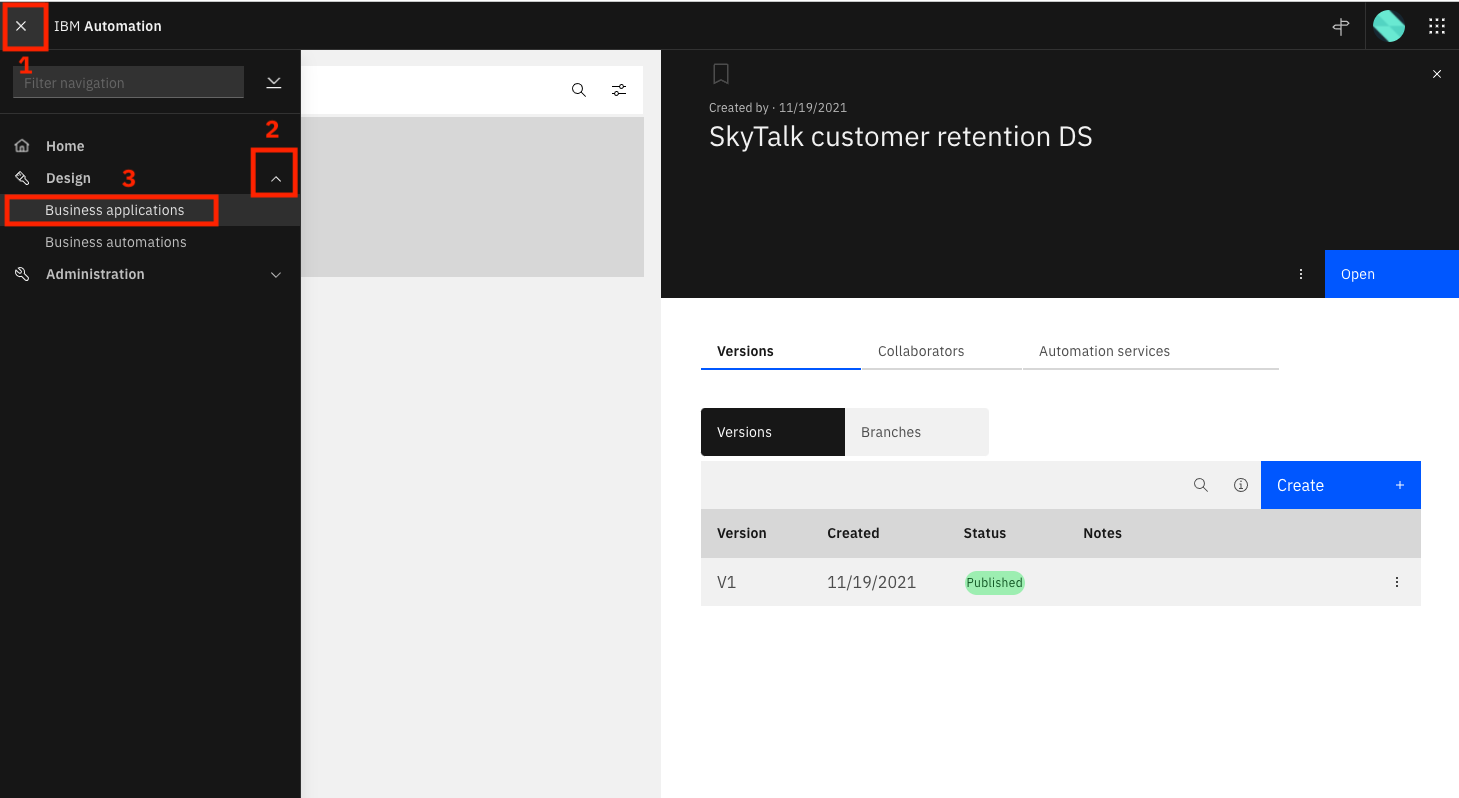 IBM Automation
1
Filter navigation
2
Home
Design
3
Business applications
Business automations
Administration
Created by · 11/19/2021
SkyTalk customer retention DS
Open
Versions
Collaborators
Automation services
Versions
Branches
Create +
Version Created Status Notes
V1 11/19/2021 Published